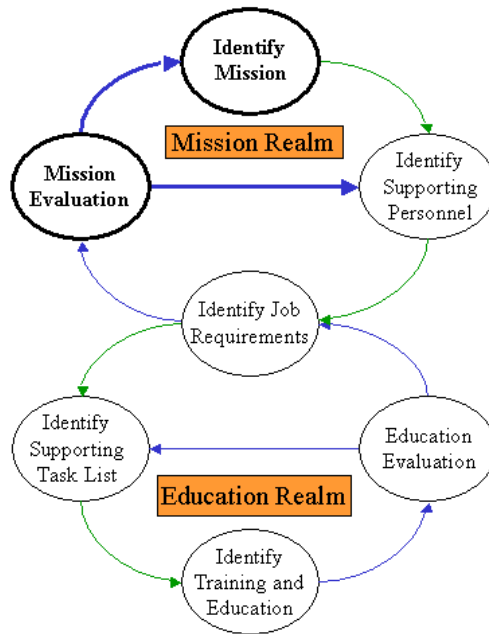 Identify
Mission
Mission Realm
Mission
Evaluation
Identify
Supporting
Personnel
Identify Job
Requirements
Identify
Supporting
Task List
Education
Evaluation
Education Realm
Identify
Training and
Education